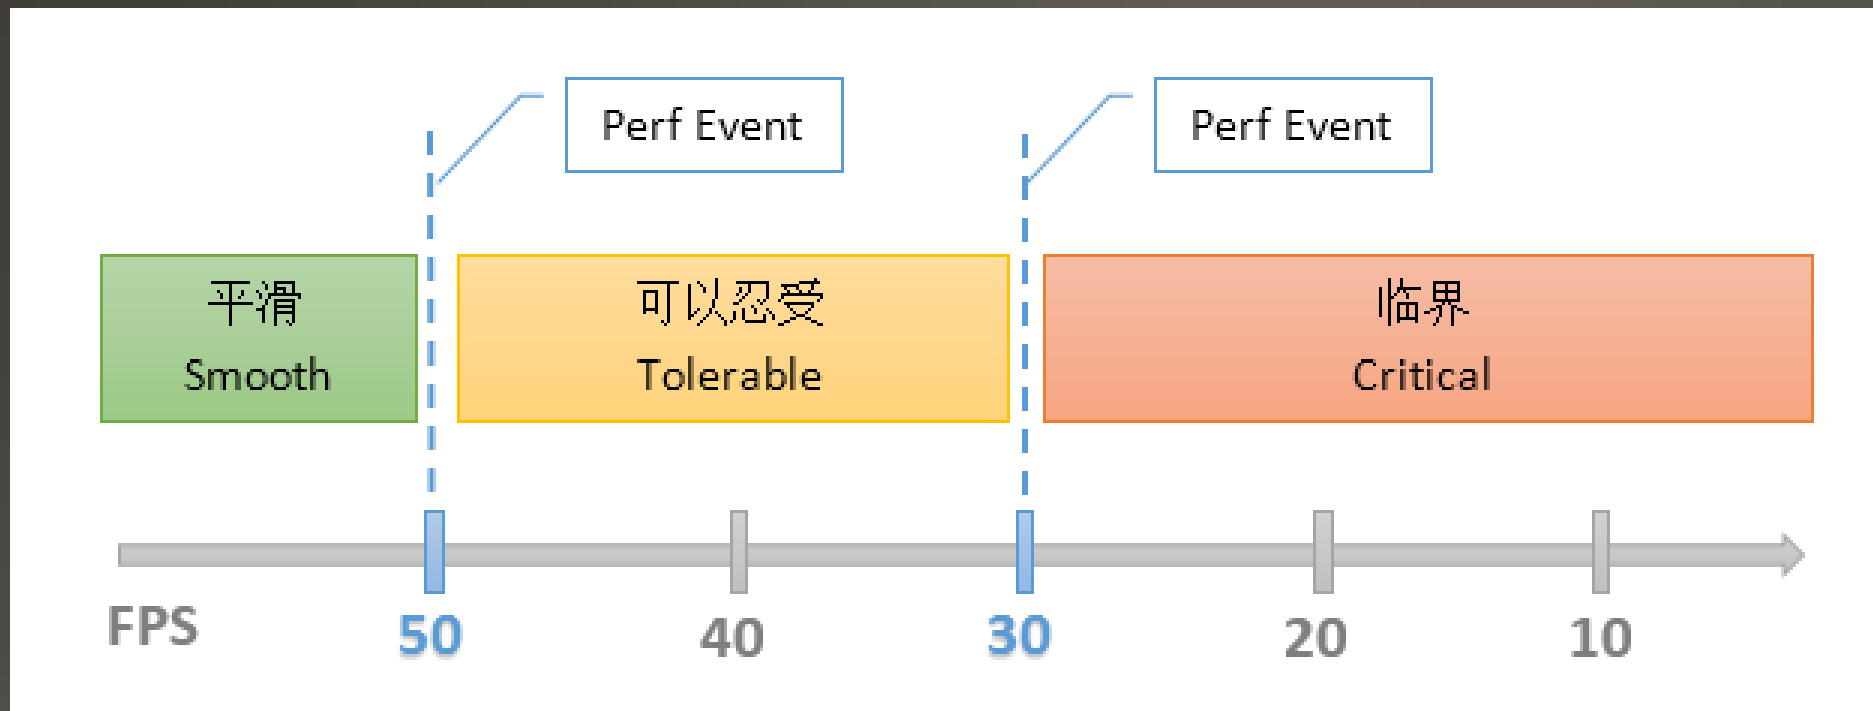 Perf Event
Perf Event
平滑
Smooth
可以忍受
Tolerable
临界
Critical
FPS
50
40
30
20
10